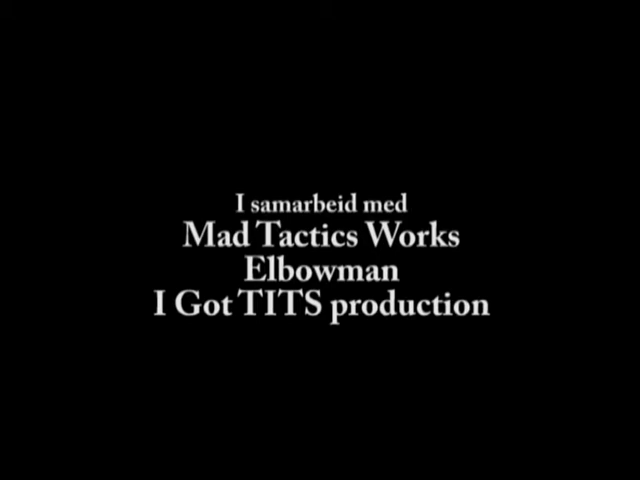 I samarbeid med
Mad Tactics Works
Elbowman
I Got TITS production